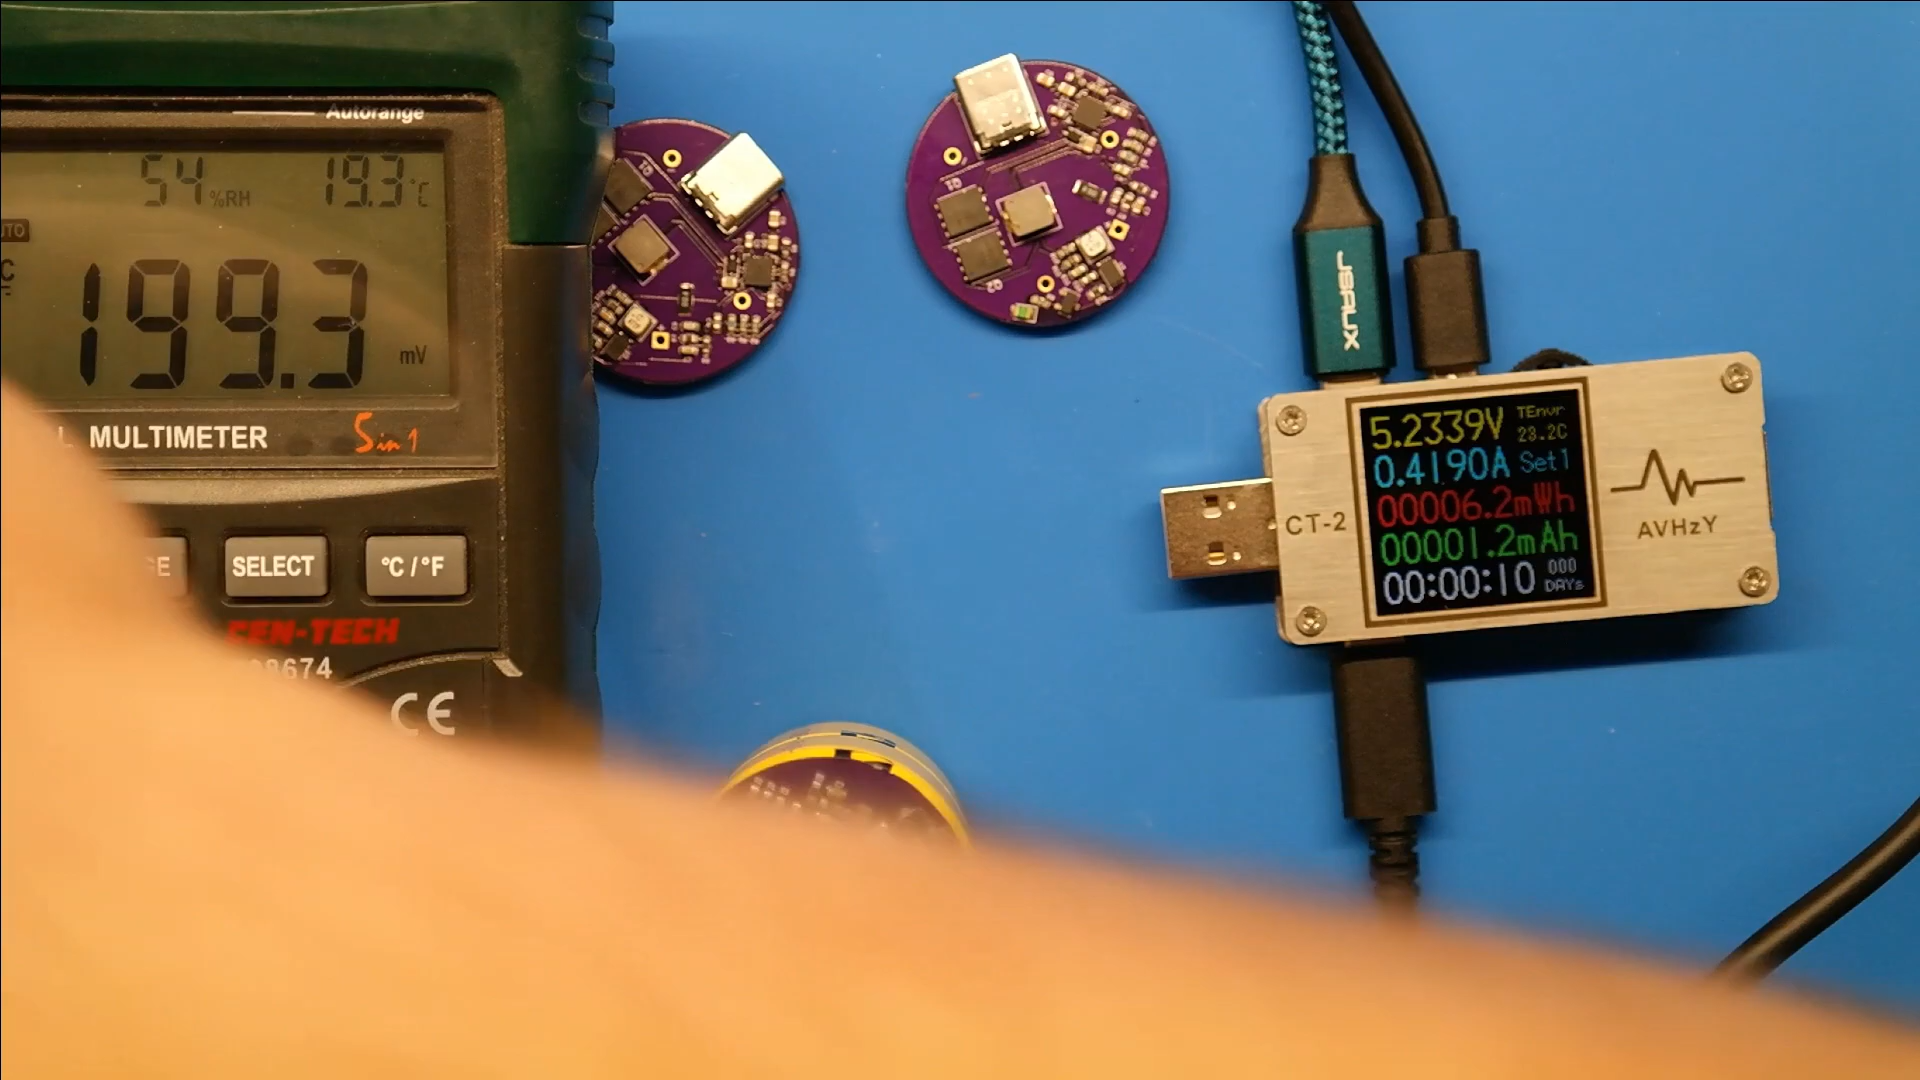 Autorange
54 %RH 19.3°C
199.3 mV
MULTIMETER 5 in 1
SELECT °C / °F
CEN-TECH
98674
CE
Q1
Q1
JSAUX
5.2339V TEnvr
23.2C
0.4190A Set1
00006.2mWh
00001.2mAh
00:00:10 000
DAYs
CT-2
AVHzY